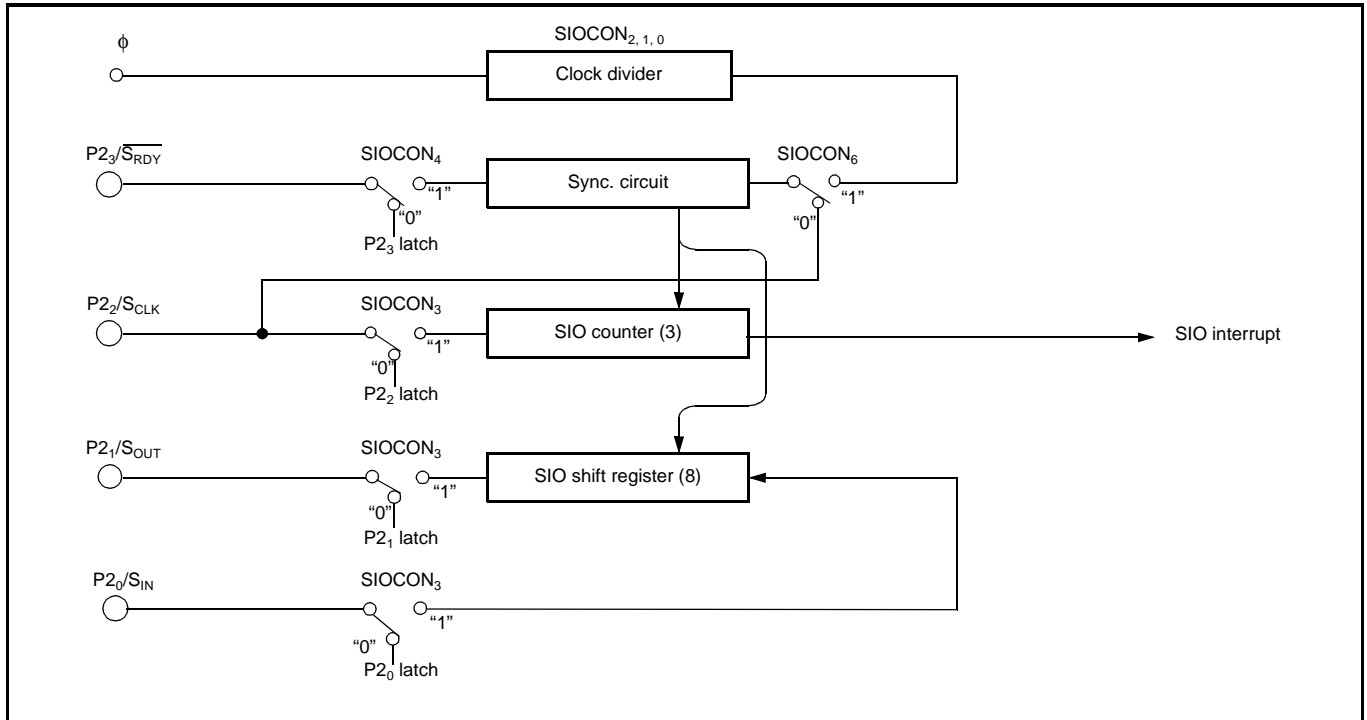 SIOCON2, 1, 0
ϕ
Clock divider
P23/S̅R̅D̅Y̅
SIOCON4
SIOCON6
“1”
Sync. circuit
“1”
“0”
“0”
P23 latch
P22/SCLK
SIOCON3
“1”
SIO counter (3)
SIO interrupt
“0”
P22 latch
P21/SOUT
SIOCON3
“1”
SIO shift register (8)
“0”
P21 latch
P20/SIN
SIOCON3
“1”
“0”
P20 latch